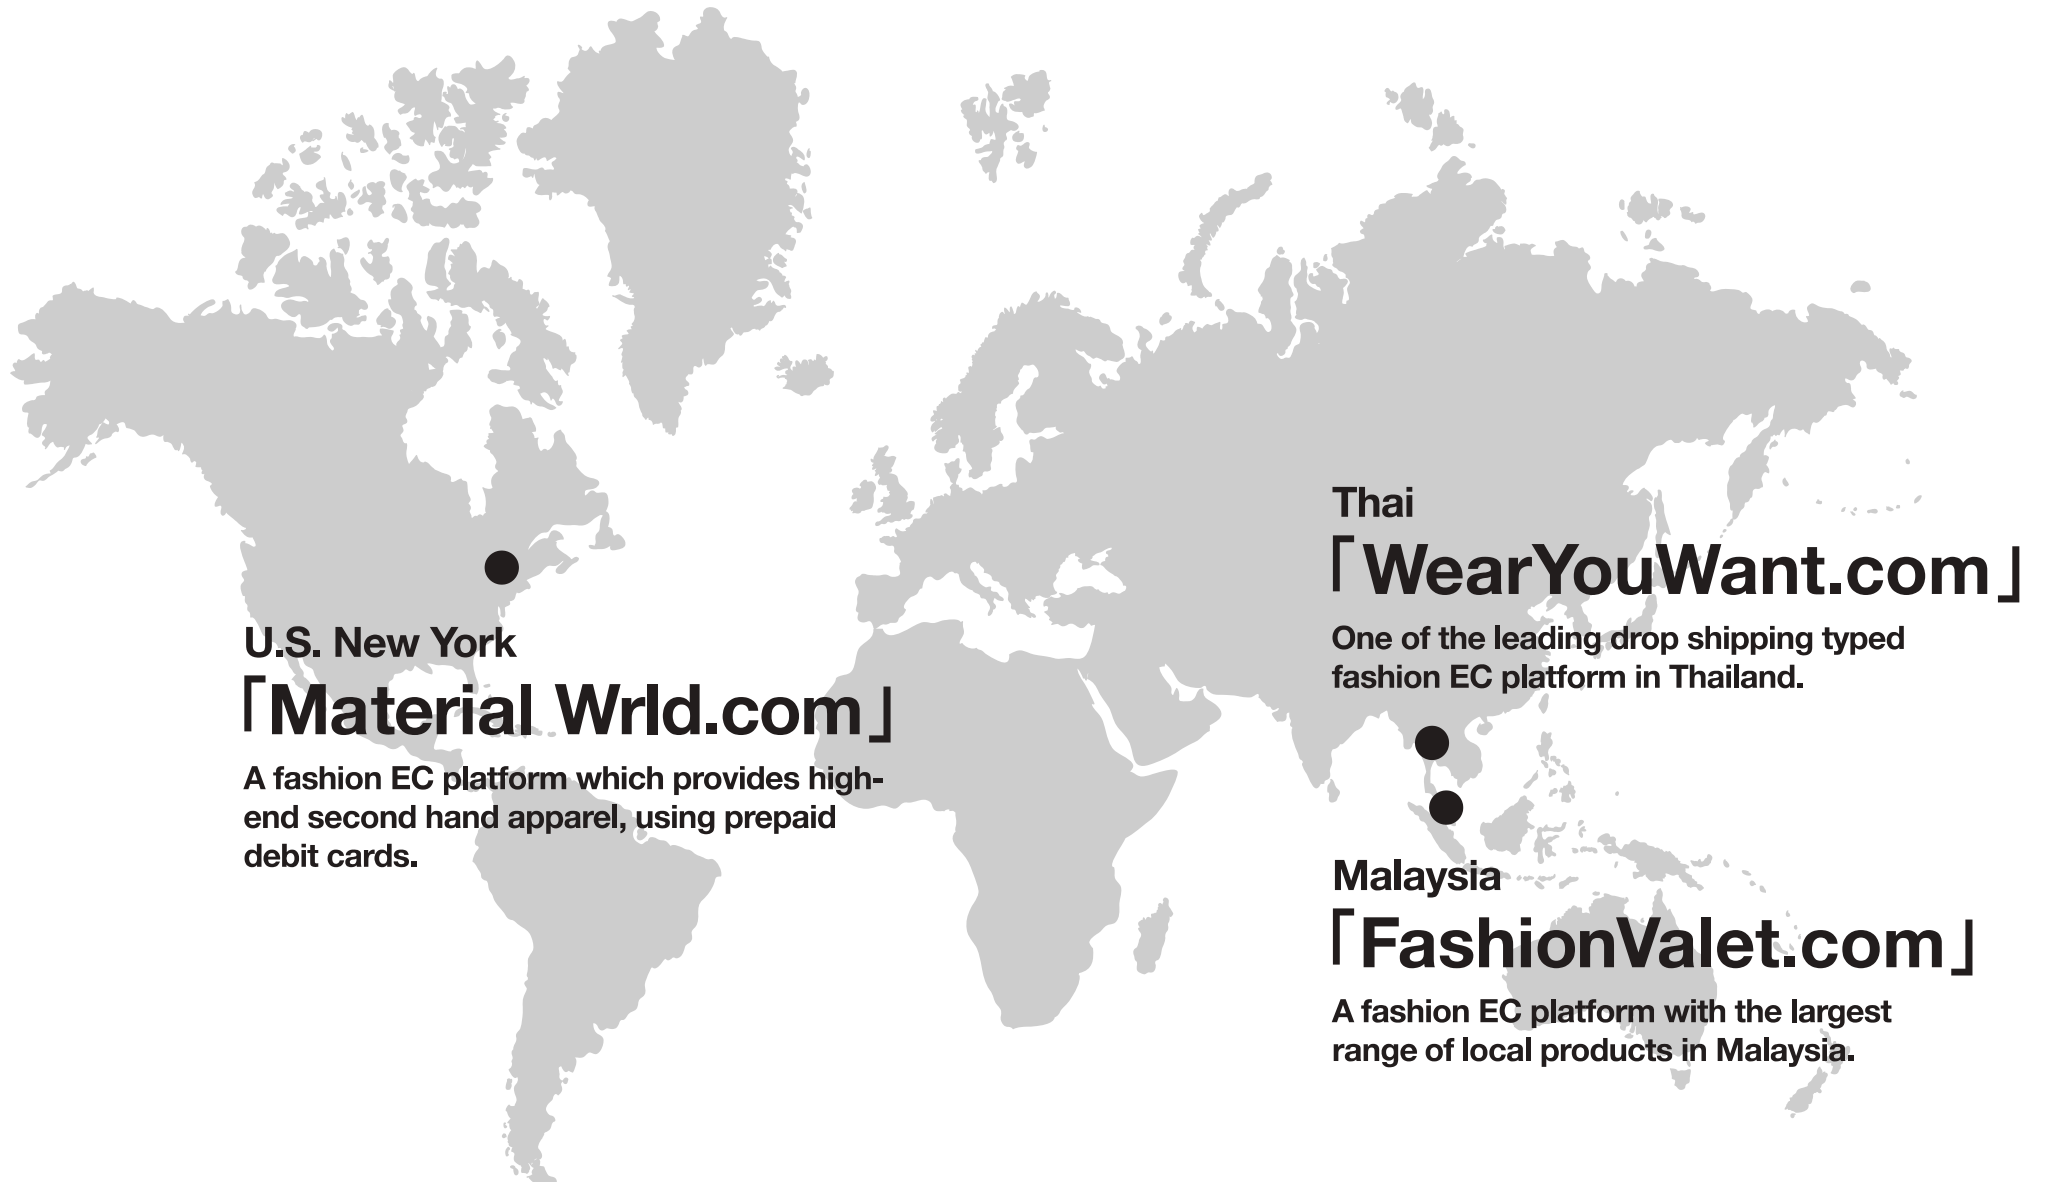 U.S. New York
「Material Wrld.com」
A fashion EC platform which provides high-
end second hand apparel, using prepaid
debit cards.
Thai
「WearYouWant.com」
One of the leading drop shipping typed
fashion EC platform in Thailand.
Malaysia
「FashionValet.com」
A fashion EC platform with the largest
range of local products in Malaysia.